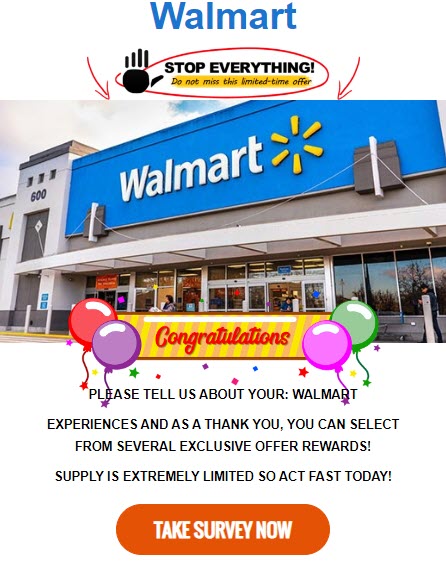 Walmart
STOP EVERYTHING!
Do not miss this limited-time offer
Walmart
600
Congratulations
PLEASE TELL US ABOUT YOUR: WALMART
EXPERIENCES AND AS A THANK YOU, YOU CAN SELECT
FROM SEVERAL EXCLUSIVE OFFER REWARDS!
SUPPLY IS EXTREMELY LIMITED SO ACT FAST TODAY!
TAKE SURVEY NOW